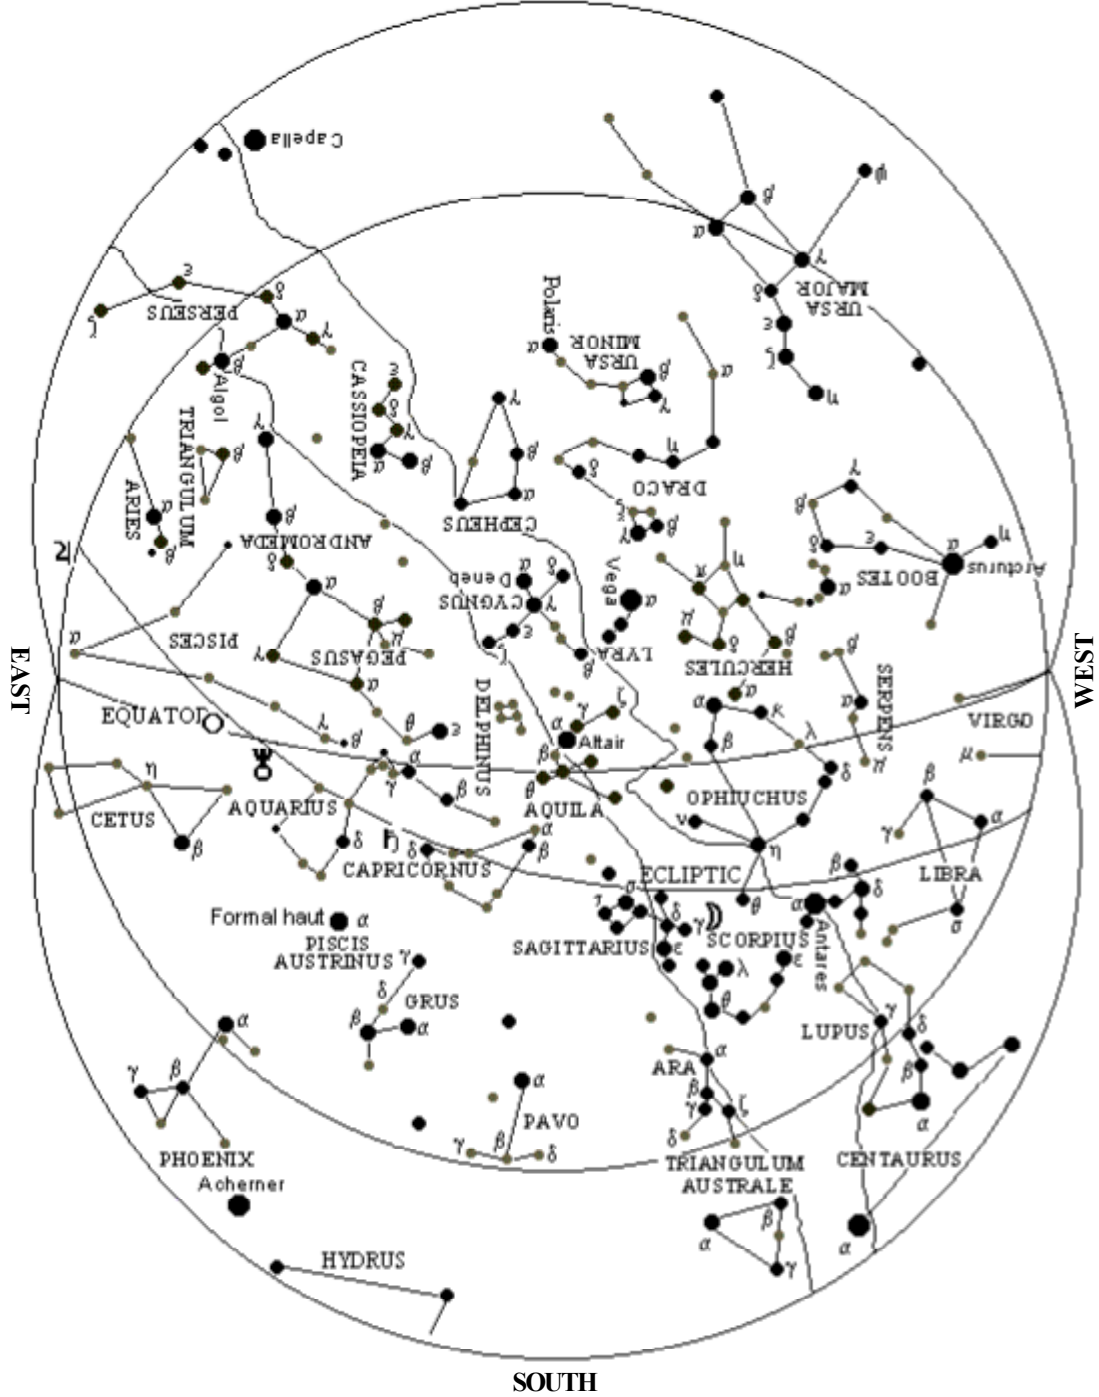 Capella
ε
δ
PERSEUS
ζ
α
γ
β
Algol
β
α
γ
ψ
δ
URSA
MAJOR
ε
ζ
η
Polaris
α
URSA
MINOR
β
γ
α
CASSIOPEIA
ε
δ
γ
α
β
γ
β
α
CEPHEUS
η
δ
DRACO
ξ
β
γ
TRIANGULUM
β
ARIES
α
β
γ
β
ANDROMEDA
δ
α
γ
β
δ
ε
α
η
BOOTES
Arcturus
α
Deneb
α
δ
CYGNUS
γ
ε
ζ
Vega
α
LYRA
β
π
η
μ
δ
β
HERCULES
α
PISCES
α
β
μ
PEGASUS
γ
α
EAST
WEST
EQUATOR
γ
β
θ
ε
DELPHINUS
ζ
γ
α
Attair
β
θ
AQUILA
α
κ
β
λ
δ
OPHIUCHUS
ν
η
θ
β
α
SERPENS
μ
VIRGO
μ
η
CETUS
β
AQUARIUS
γ
α
β
δ
α
δ
β
CAPRICORNUS
β
γ
α
LIBRA
σ
ECLIPTIC
σ
τ
δ
γ
SAGITTARIUS
ε
β
δ
α
SCORPIUS
Antares
λ
ε
θ
Formal haut
α
PISCIS
AUSTRINUS
γ
δ
GRUS
β
α
γ
LUPUS
δ
β
α
α
γ
β
PHOENIX
Acherner
α
PAVO
γ
β
δ
ARA
α
β
γ
ζ
δ
TRIANGULUM
AUSTRALE
β
α
γ
CENTAURUS
α
HYDRUS
SOUTH